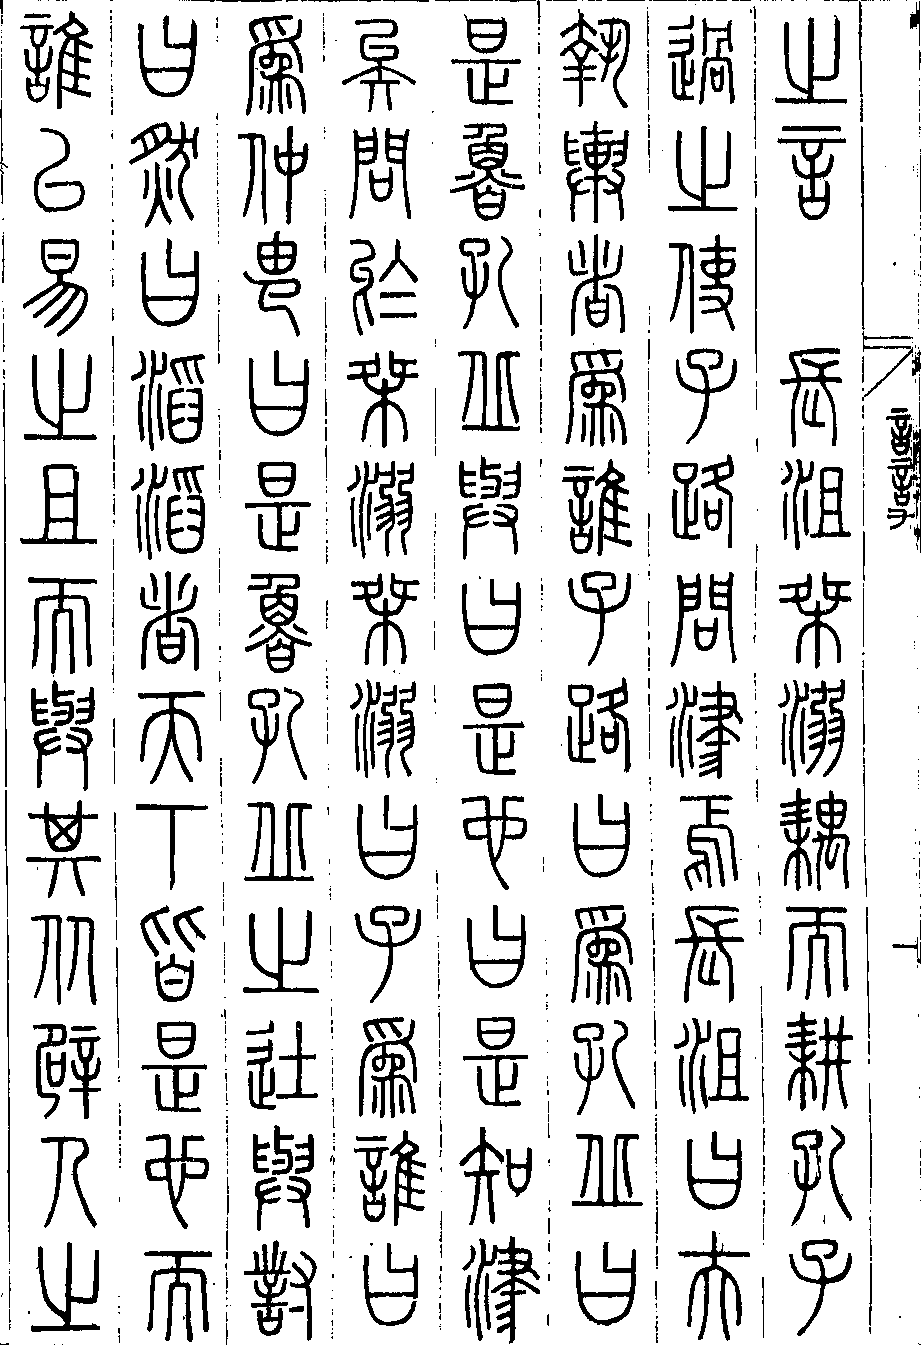 之言　長沮桀溺耦而耕孔子
過之使子路問津焉長沮曰夫
執輿者爲誰子路曰爲孔丘曰
是魯孔丘與曰是也曰是知津
矣問於桀溺桀溺曰子爲誰曰
爲仲由曰是魯孔丘之徒與對
曰然曰滔滔者天下皆是也而
誰以易之且而與其从辟人之